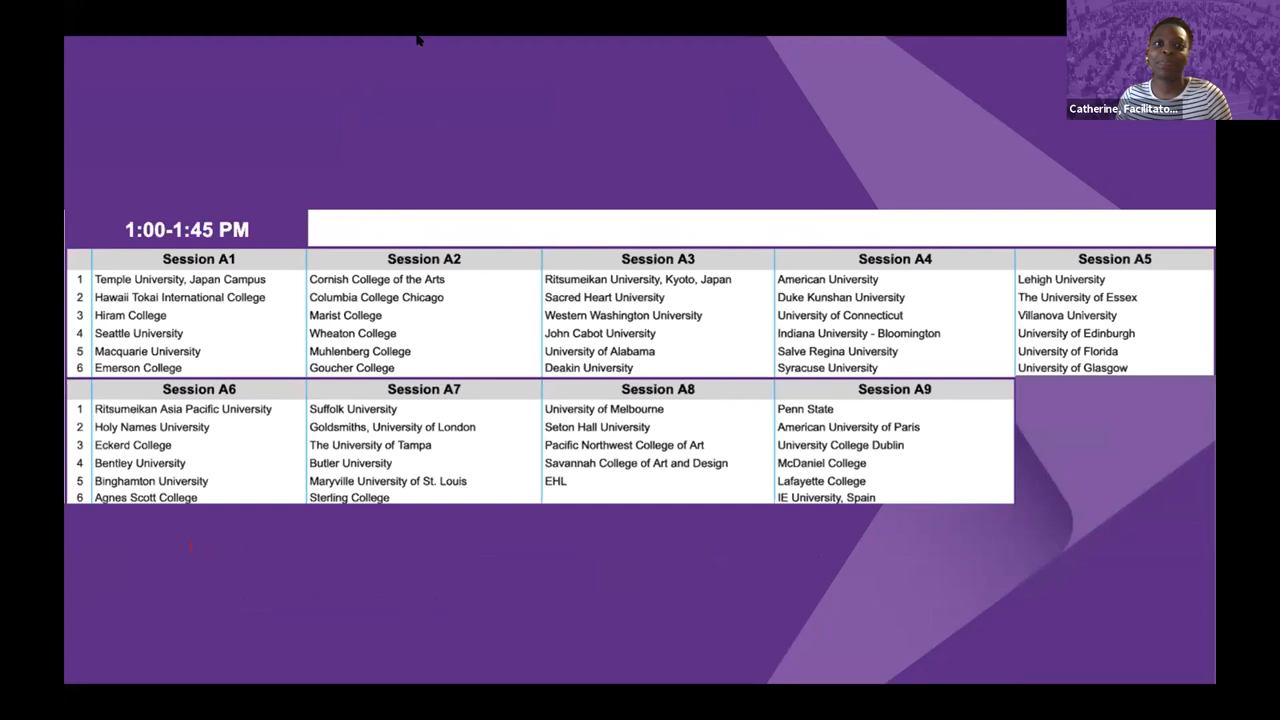 Catherine, Facilitato...
1:00-1:45 PM
Session A1 Session A2 Session A3 Session A4 Session A5
1 Temple University, Japan Campus Cornish College of the Arts Ritsumeikan University, Kyoto, Japan American University Lehigh University
2 Hawaii Tokai International College Columbia College Chicago Sacred Heart University Duke Kunshan University The University of Essex
3 Hiram College Marist College Western Washington University University of Connecticut Villanova University
4 Seattle University Wheaton College John Cabot University Indiana University - Bloomington University of Edinburgh
5 Macquarie University Muhlenberg College University of Alabama Salve Regina University University of Florida
6 Emerson College Goucher College Deakin University Syracuse University University of Glasgow
Session A6 Session A7 Session A8 Session A9
1 Ritsumeikan Asia Pacific University Suffolk University University of Melbourne Penn State
2 Holy Names University Goldsmiths, University of London Seton Hall University American University of Paris
3 Eckerd College The University of Tampa Pacific Northwest College of Art University College Dublin
4 Bentley University Butler University Savannah College of Art and Design McDaniel College
5 Binghamton University Maryville University of St. Louis EHL Lafayette College
6 Agnes Scott College Sterling College IE University, Spain